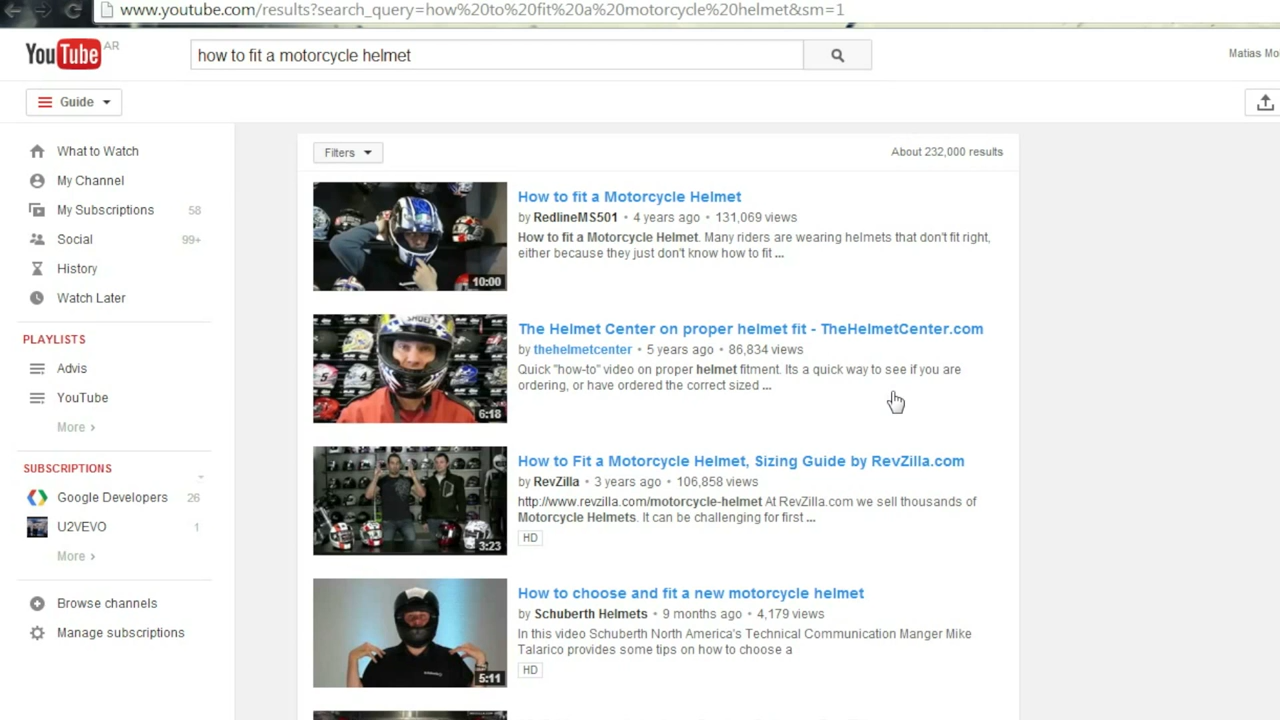 www.youtube.com/results?search_query=how%20to%20fit%20a%20motorcycle%20helmet&sm=1
YouTube AR
how to fit a motorcycle helmet
Matias Mo
Guide
What to Watch
My Channel
My Subscriptions 58
Social 99+
History
Watch Later
PLAYLISTS
Advis
YouTube
More ›
SUBSCRIPTIONS
Google Developers 26
U2VEVO 1
More ›
Browse channels
Manage subscriptions
Filters
About 232,000 results
10:00
How to fit a Motorcycle Helmet
by RedlineMS501 • 4 years ago • 131,069 views
How to fit a Motorcycle Helmet. Many riders are wearing helmets that don't fit right,
either because they just don't know how to fit ...
6:18
The Helmet Center on proper helmet fit - TheHelmetCenter.com
by thehelmetcenter • 5 years ago • 86,834 views
Quick "how-to" video on proper helmet fitment. Its a quick way to see if you are
ordering, or have ordered the correct sized ...
3:23
How to Fit a Motorcycle Helmet, Sizing Guide by RevZilla.com
by RevZilla • 3 years ago • 106,858 views
http://www.revzilla.com/motorcycle-helmet At RevZilla.com we sell thousands of
Motorcycle Helmets. It can be challenging for first ...
HD
5:11
How to choose and fit a new motorcycle helmet
by Schuberth Helmets • 9 months ago • 4,179 views
In this video Schuberth North America's Technical Communication Manger Mike
Talarico provides some tips on how to choose a
HD